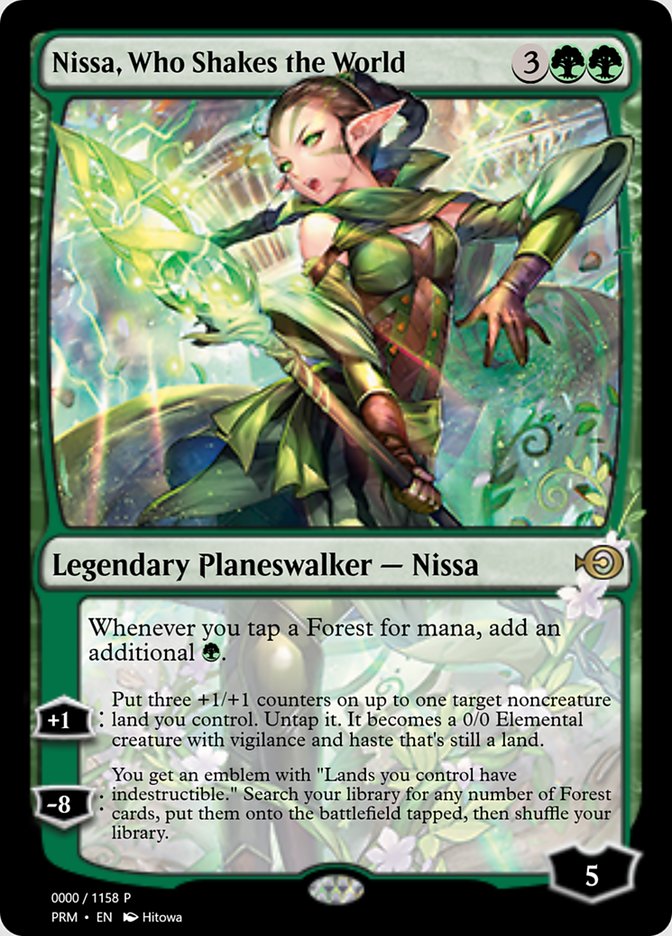 Nissa, Who Shakes the World 3
Legendary Planeswalker — Nissa
Whenever you tap a Forest for mana, add an
additional .
+1 : Put three +1/+1 counters on up to one target noncreature
land you control. Untap it. It becomes a 0/0 Elemental
creature with vigilance and haste that's still a land.
-8 : You get an emblem with "Lands you control have
indestructible." Search your library for any number of Forest
cards, put them onto the battlefield tapped, then shuffle your
library.
5
0000 / 1158 P
PRM • EN Hitowa